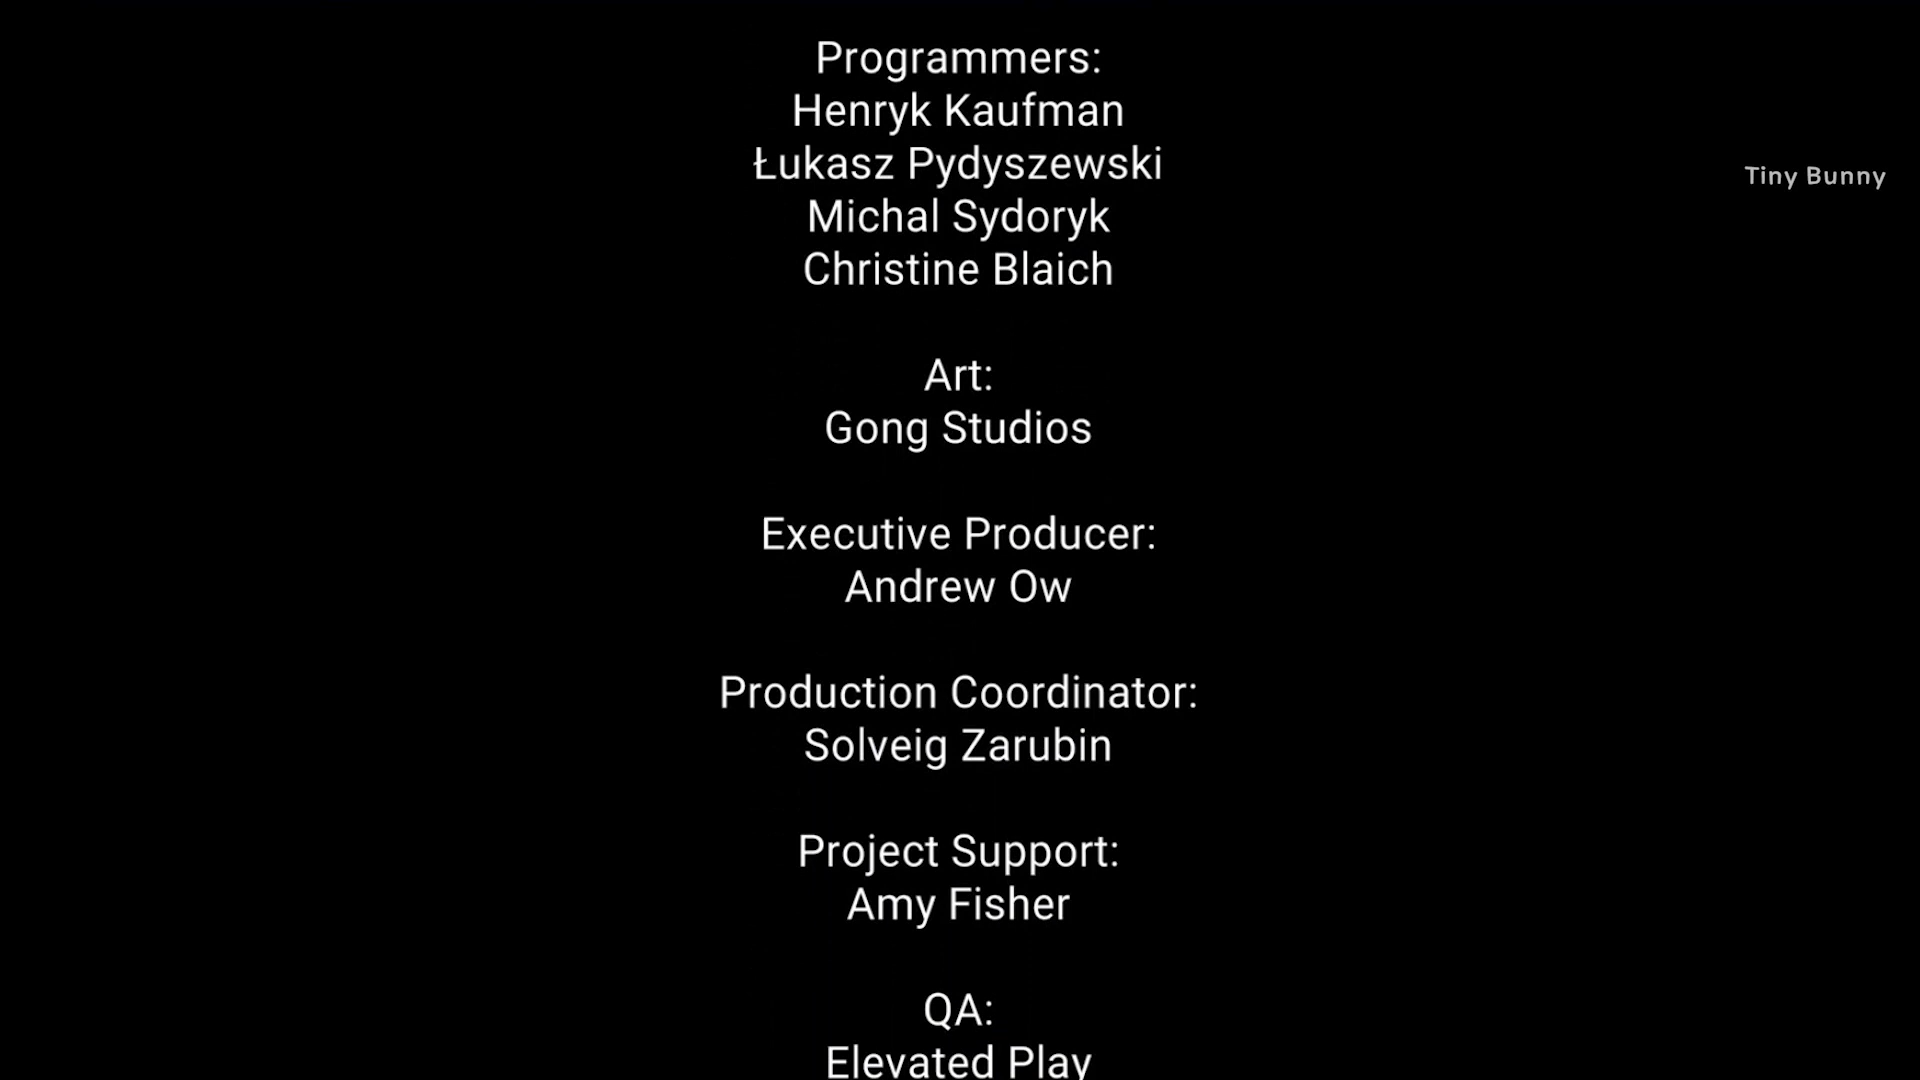 Programmers:
Henryk Kaufman
Łukasz Pydyszewski
Michal Sydoryk
Christine Blaich
Tiny Bunny
Art:
Gong Studios
Executive Producer:
Andrew Ow
Production Coordinator:
Solveig Zarubin
Project Support:
Amy Fisher
QA:
Elevated Play